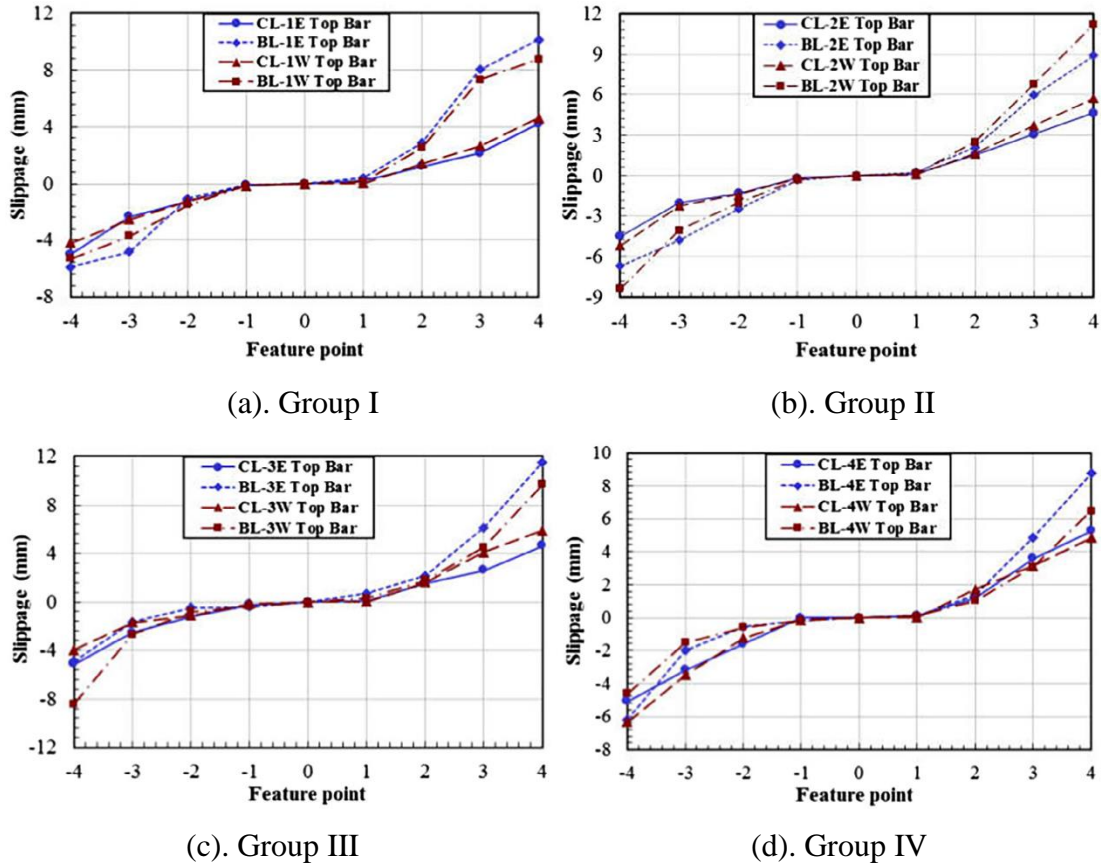 12
8
4
0
-4
-8
Slippage (mm)
CL-1E Top Bar
BL-1E Top Bar
CL-1W Top Bar
BL-1W Top Bar
-4 -3 -2 -1 0 1 2 3 4
Feature point
(a). Group I
12
9
6
3
0
-3
-6
-9
Slippage (mm)
CL-2E Top Bar
BL-2E Top Bar
CL-2W Top Bar
BL-2W Top Bar
-4 -3 -2 -1 0 1 2 3 4
Feature point
(b). Group II
12
8
4
0
-4
-8
-12
Slippage (mm)
CL-3E Top Bar
BL-3E Top Bar
CL-3W Top Bar
BL-3W Top Bar
-4 -3 -2 -1 0 1 2 3 4
Feature point
(c). Group III
10
8
6
4
2
0
-2
-4
-6
-8
Slippage (mm)
CL-4E Top Bar
BL-4E Top Bar
CL-4W Top Bar
BL-4W Top Bar
-4 -3 -2 -1 0 1 2 3 4
Feature point
(d). Group IV